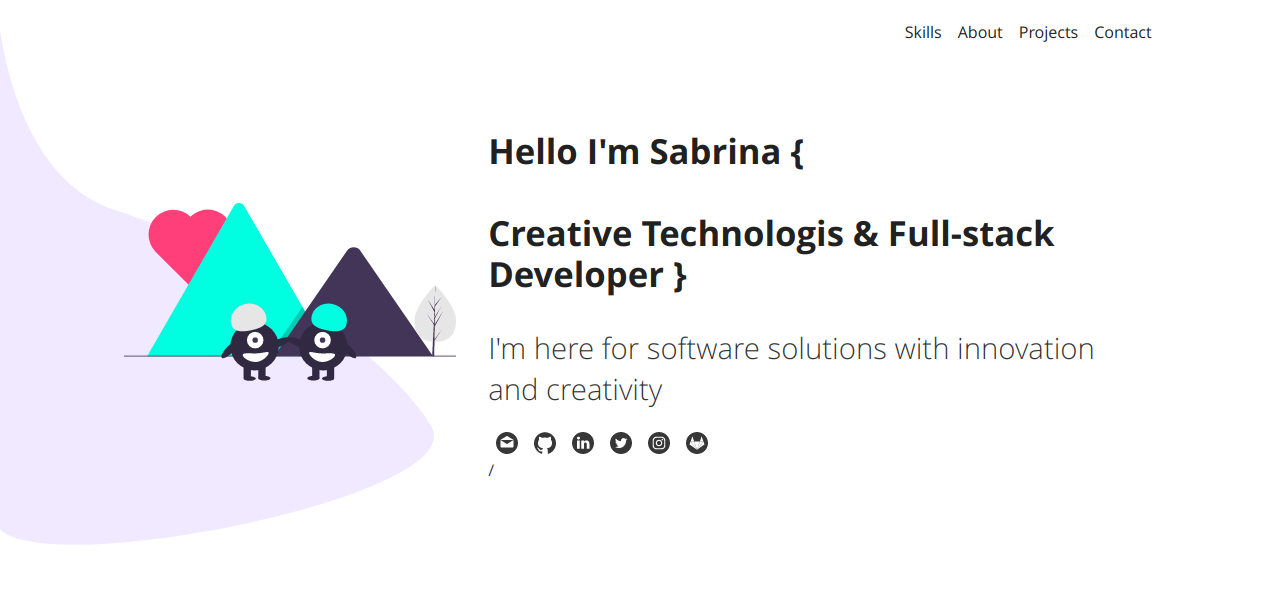 Skills About Projects Contact
Hello I'm Sabrina {
Creative Technologis & Full-stack
Developer }
I'm here for software solutions with innovation
and creativity
/